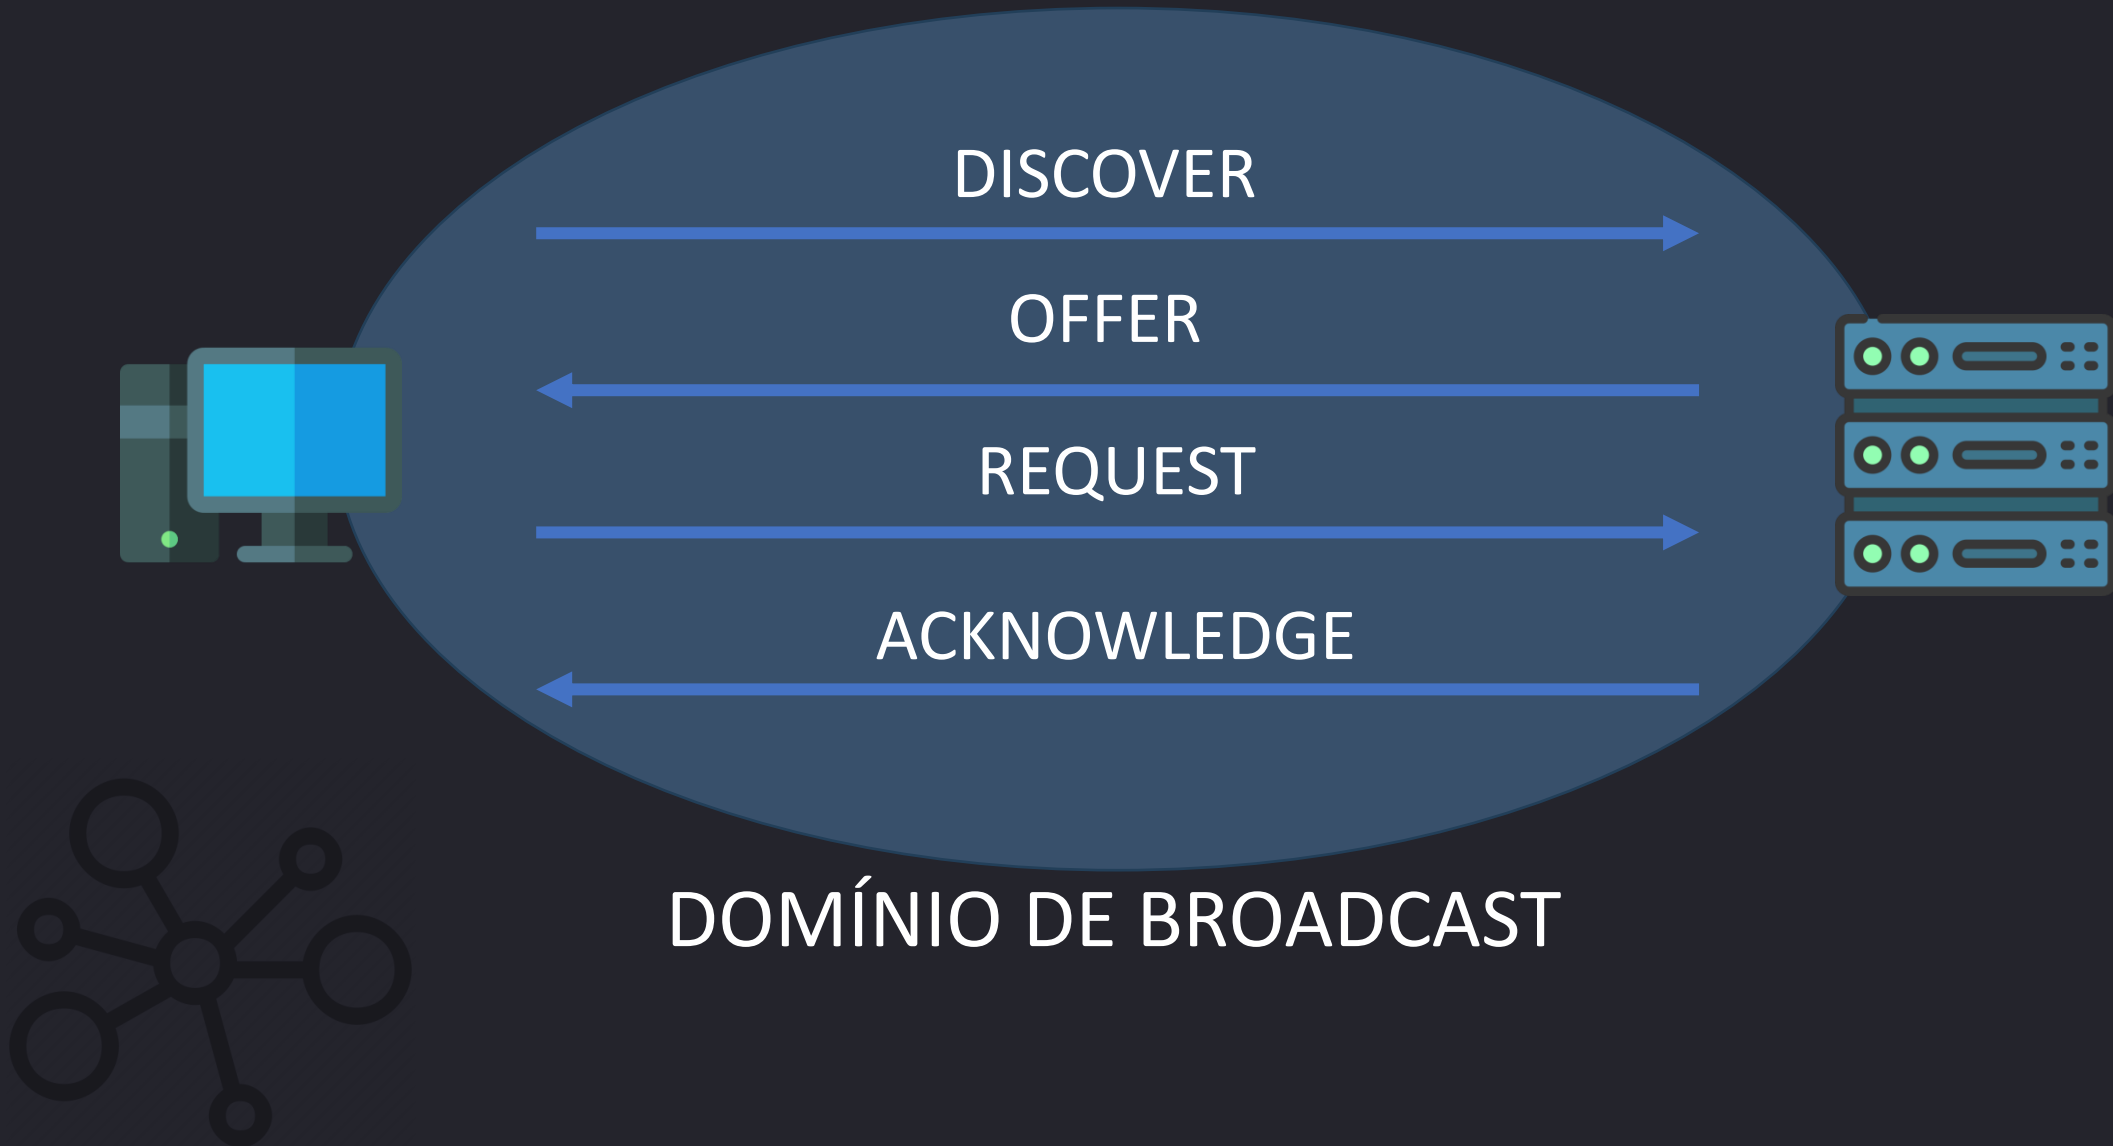 DISCOVER
OFFER
REQUEST
ACKNOWLEDGE
DOMÍNIO DE BROADCAST